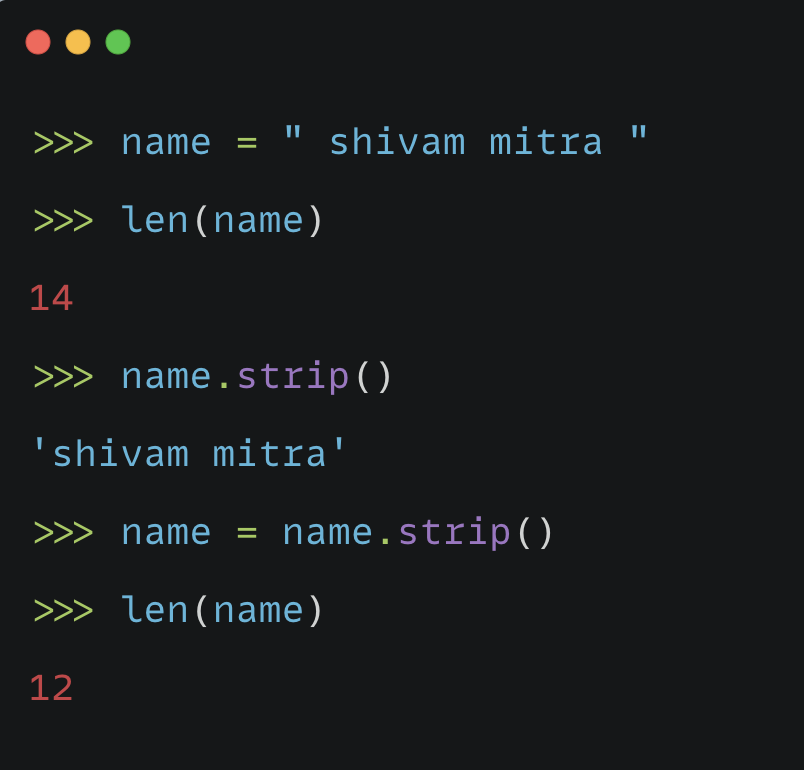 >>> name = " shivam mitra "
>>> len(name)
14
>>> name.strip()
'shivam mitra'
>>> name = name.strip()
>>> len(name)
12